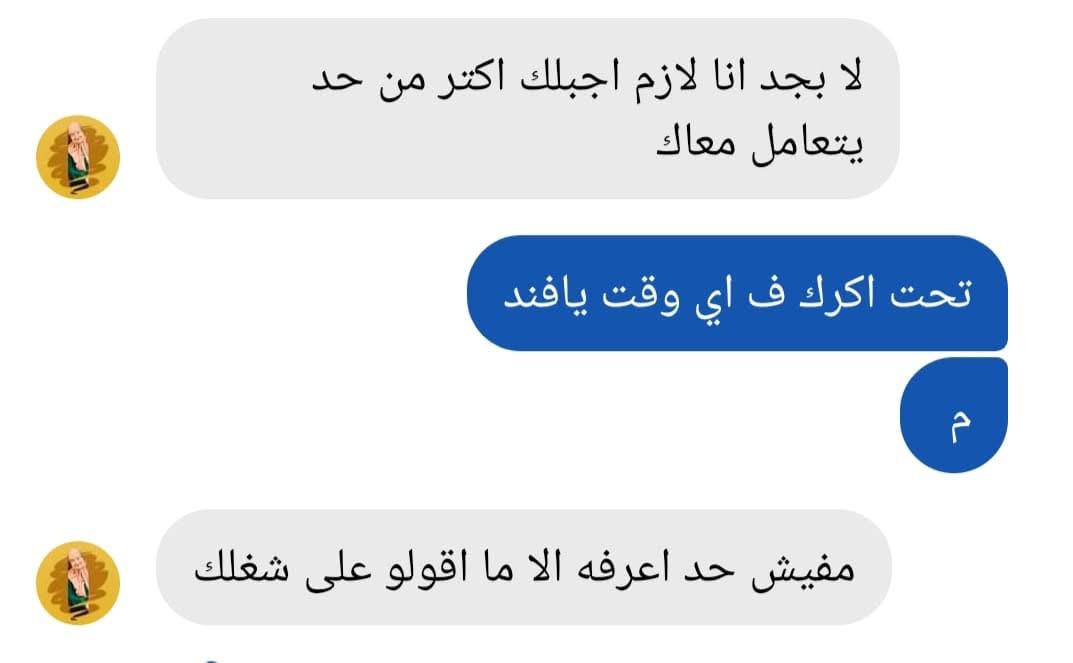 لا بجد انا لازم اجبلك اكتر من حد
يتعامل معاك
تحت اكرك ف اي وقت يافند
م
مفيش حد اعرفه الا ما اقولو على شغلك